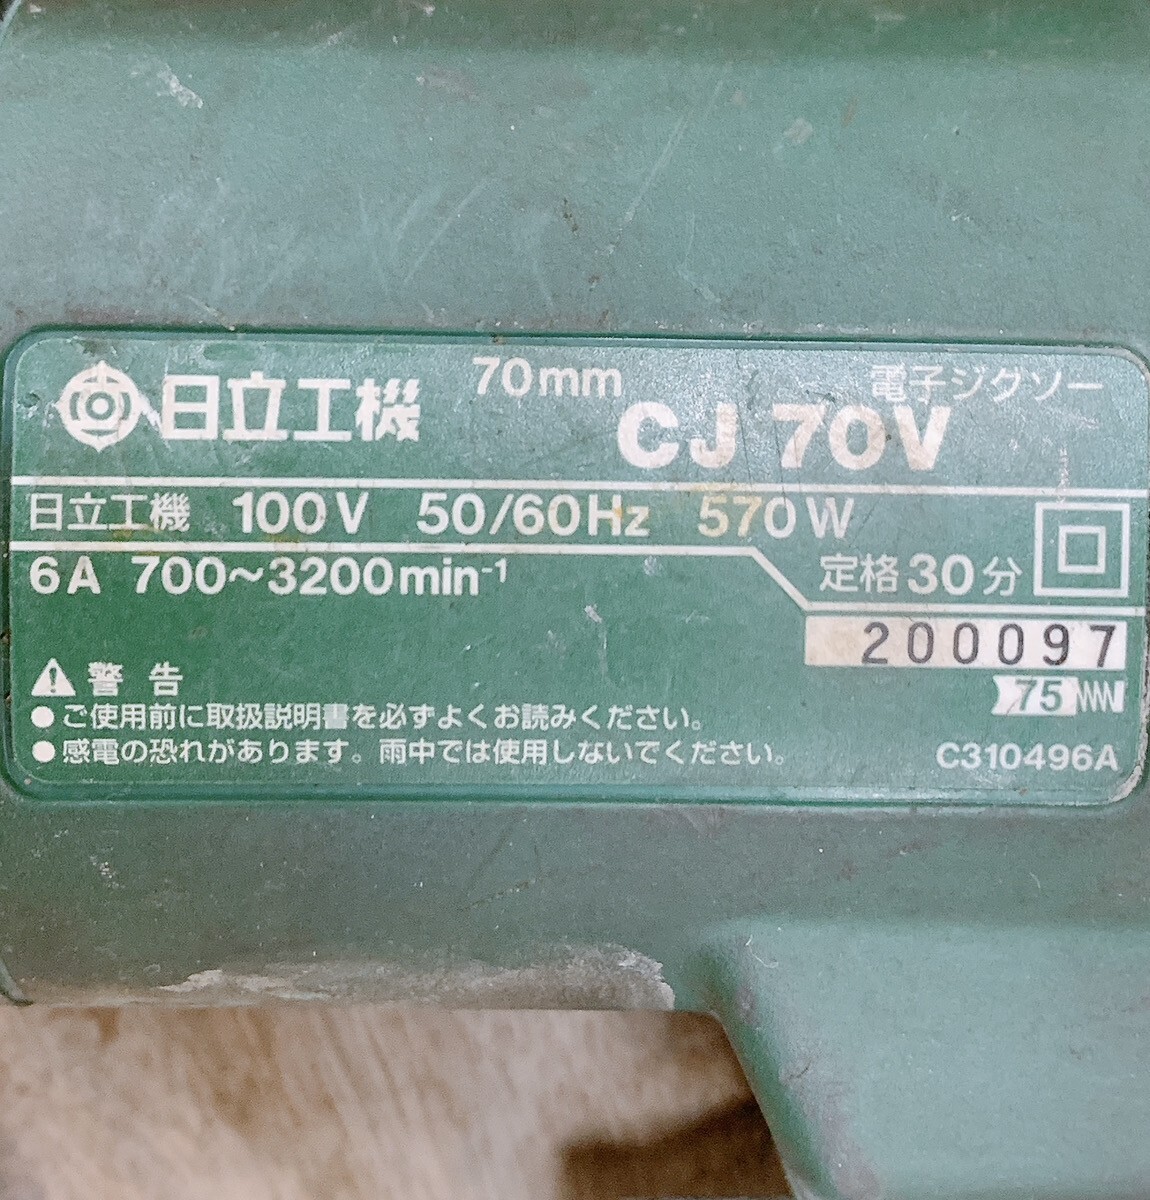 日立工機 70mm 電子ジグソー
CJ 70V
日立工機 100V 50/60Hz 570W
6A 700~3200min⁻¹ 定格30分
200097
75
⚠警告
●ご使用前に取扱説明書を必ずよくお読みください。
●感電の恐れがあります。雨中では使用しないでください。
C310496A